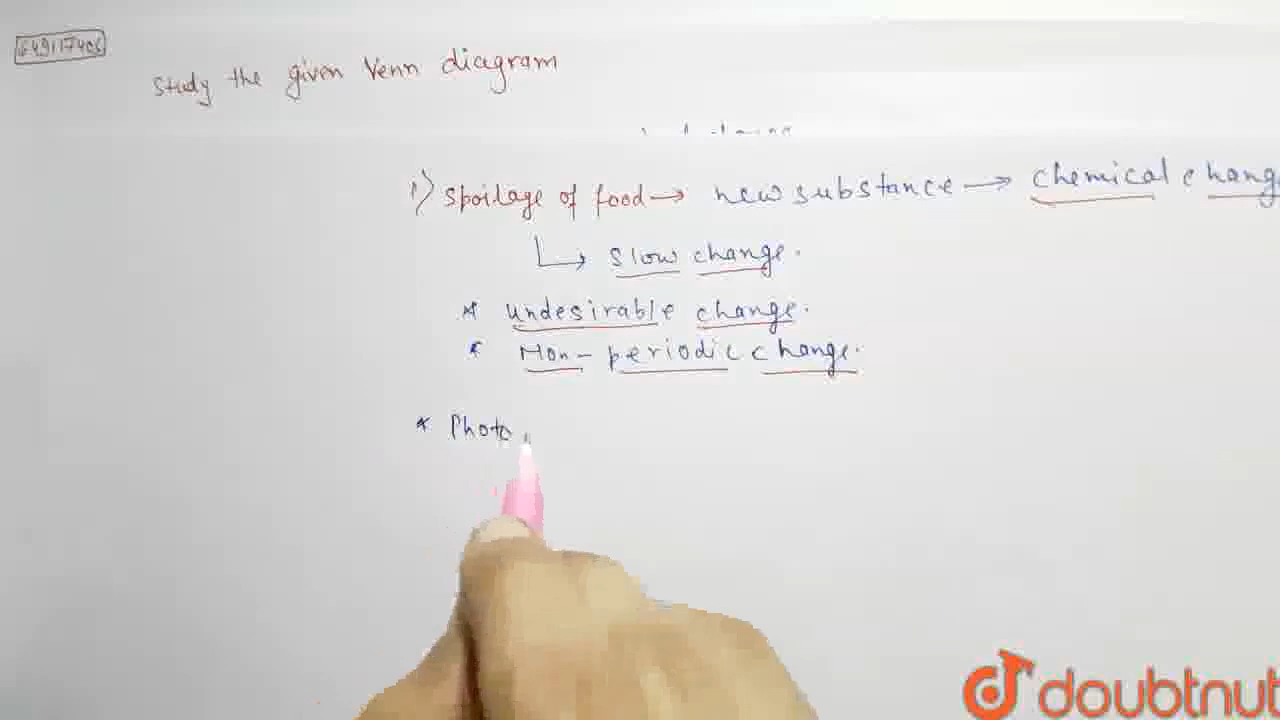 649117406
Study the given Venn diagram
1) Spoilage of food → new substance → chemical change
↳ slow change.
* undesirable change.
* Non-periodic change.
* Photo
doubtnut